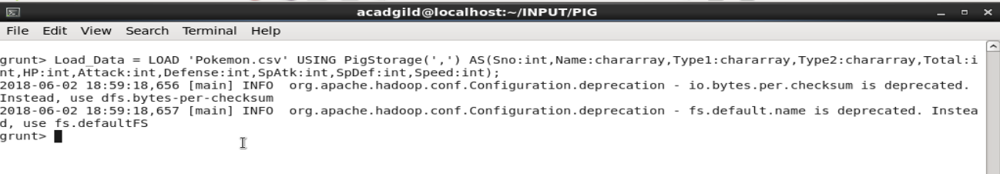 acadgild@localhost:~/INPUT/PIG
File Edit View Search Terminal Help
grunt> Load_Data = LOAD 'Pokemon.csv' USING PigStorage(',') AS(Sno:int,Name:chararray,Type1:chararray,Type2:chararray,Total:i
nt,HP:int,Attack:int,Defense:int,SpAtk:int,SpDef:int,Speed:int);
2018-06-02 18:59:18,656 [main] INFO  org.apache.hadoop.conf.Configuration.deprecation - io.bytes.per.checksum is deprecated.
Instead, use dfs.bytes-per-checksum
2018-06-02 18:59:18,657 [main] INFO  org.apache.hadoop.conf.Configuration.deprecation - fs.default.name is deprecated. Instea
d, use fs.defaultFS
grunt>